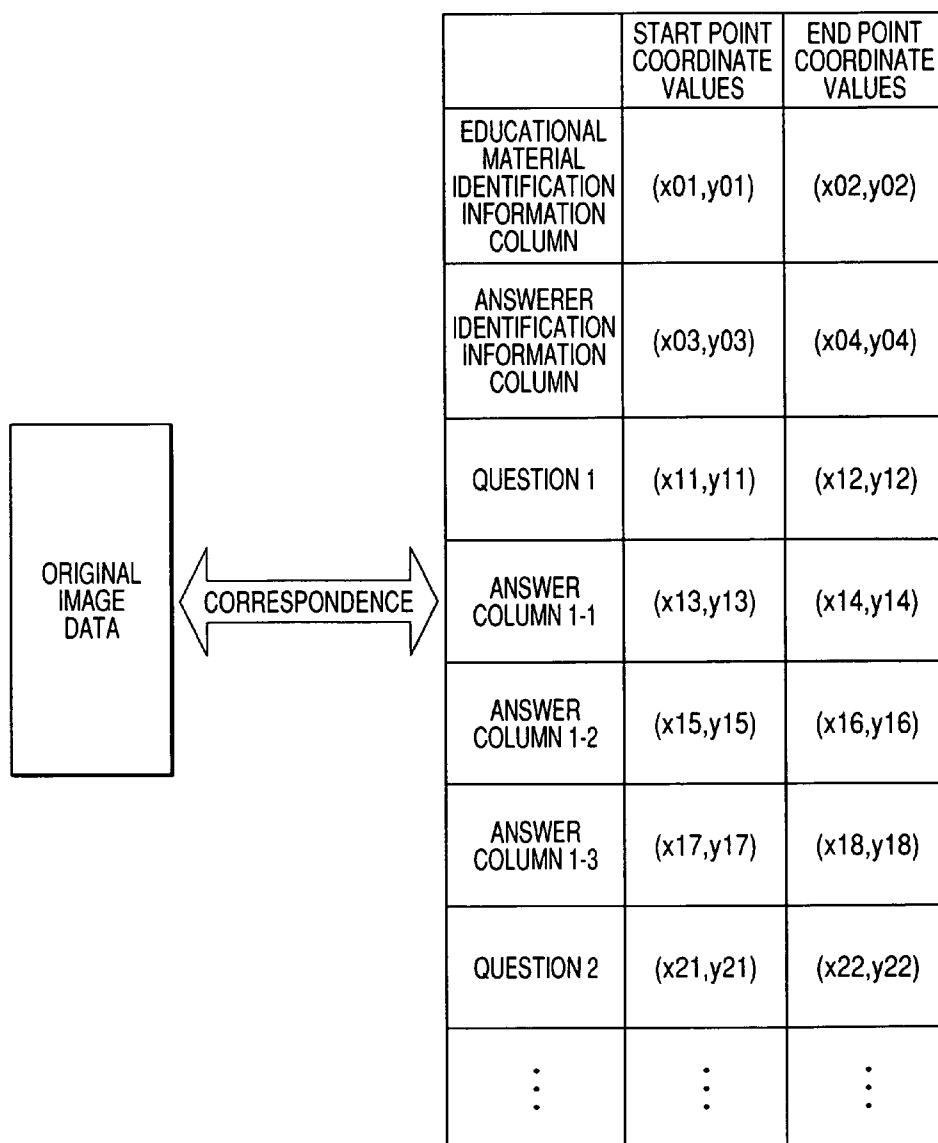 START POINT
COORDINATE
VALUES
END POINT
COORDINATE
VALUES
EDUCATIONAL
MATERIAL
IDENTIFICATION
INFORMATION
COLUMN
(x01,y01)
(x02,y02)
ANSWERER
IDENTIFICATION
INFORMATION
COLUMN
(x03,y03)
(x04,y04)
QUESTION 1
(x11,y11)
(x12,y12)
ORIGINAL
IMAGE
DATA
CORRESPONDENCE
ANSWER
COLUMN 1-1
(x13,y13)
(x14,y14)
ANSWER
COLUMN 1-2
(x15,y15)
(x16,y16)
ANSWER
COLUMN 1-3
(x17,y17)
(x18,y18)
QUESTION 2
(x21,y21)
(x22,y22)